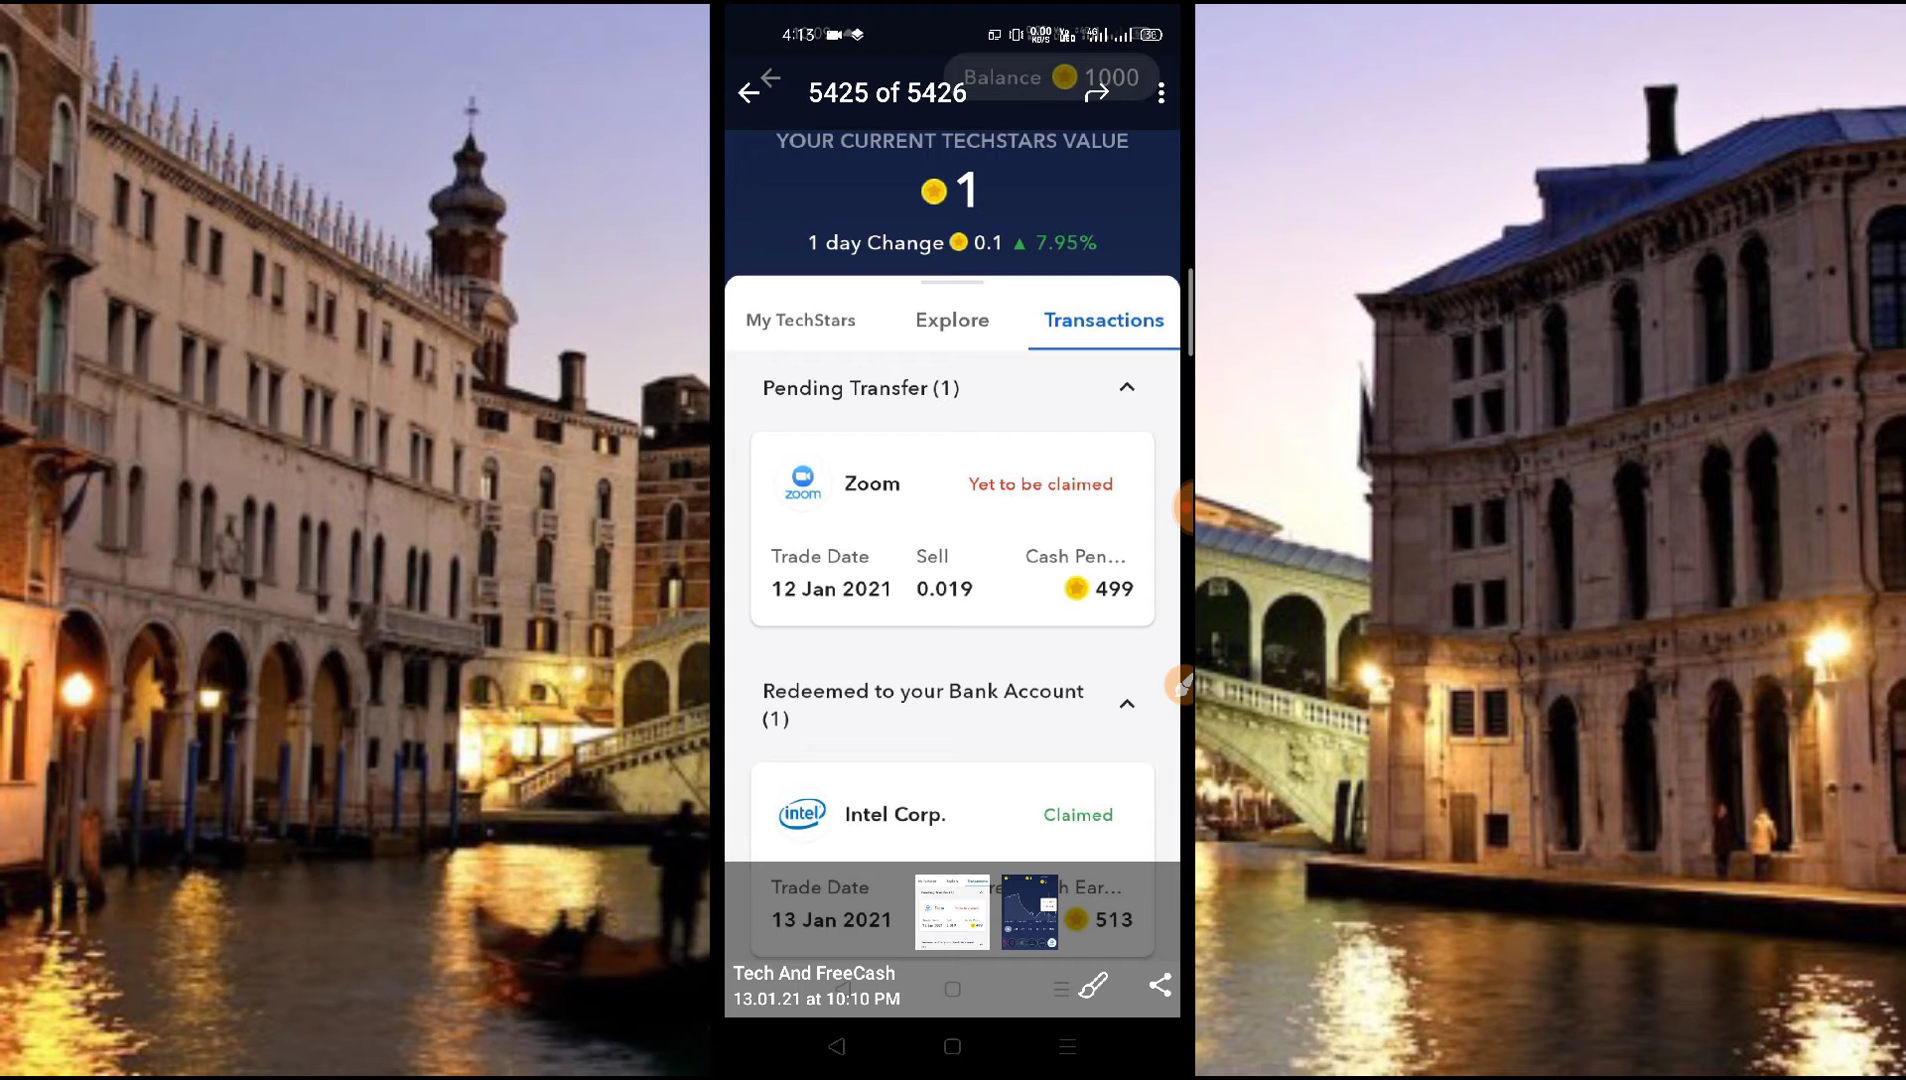 4:13
0.00
KB/S
Balance 1000
5425 of 5426
YOUR CURRENT TECHSTARS VALUE
1
1 day Change 0.1 ▲ 7.95%
My TechStars Explore Transactions
Pending Transfer (1)
zoom Zoom Yet to be claimed
Trade Date Sell Cash Pen...
12 Jan 2021 0.019 499
Redeemed to your Bank Account
(1)
intel Intel Corp. Claimed
Trade Date Ear...
13 Jan 2021 513
Tech And FreeCash
13.01.21 at 10:10 PM